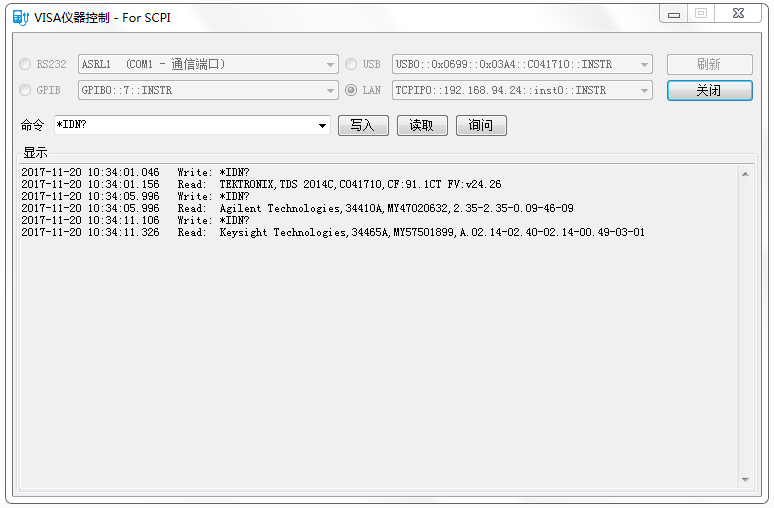 VISA仪器控制 - For SCPI
RS232 ASRL1 (COM1 - 通信端口) USB USB0::0x0699::0x03A4::C041710::INSTR 刷新
GPIB GPIB0::7::INSTR LAN TCPIP0::192.168.94.24::inst0::INSTR 关闭
命令 *IDN? 写入 读取 询问
显示
2017-11-20 10:34:01.046 Write: *IDN?
2017-11-20 10:34:01.156 Read: TEKTRONIX,TDS 2014C,C041710,CF:91.1CT FV:v24.26
2017-11-20 10:34:05.996 Write: *IDN?
2017-11-20 10:34:05.996 Read: Agilent Technologies,34410A,MY47020632,2.35-2.35-0.09-46-09
2017-11-20 10:34:11.106 Write: *IDN?
2017-11-20 10:34:11.326 Read: Keysight Technologies,34465A,MY57501899,A.02.14-02.40-02.14-00.49-03-01